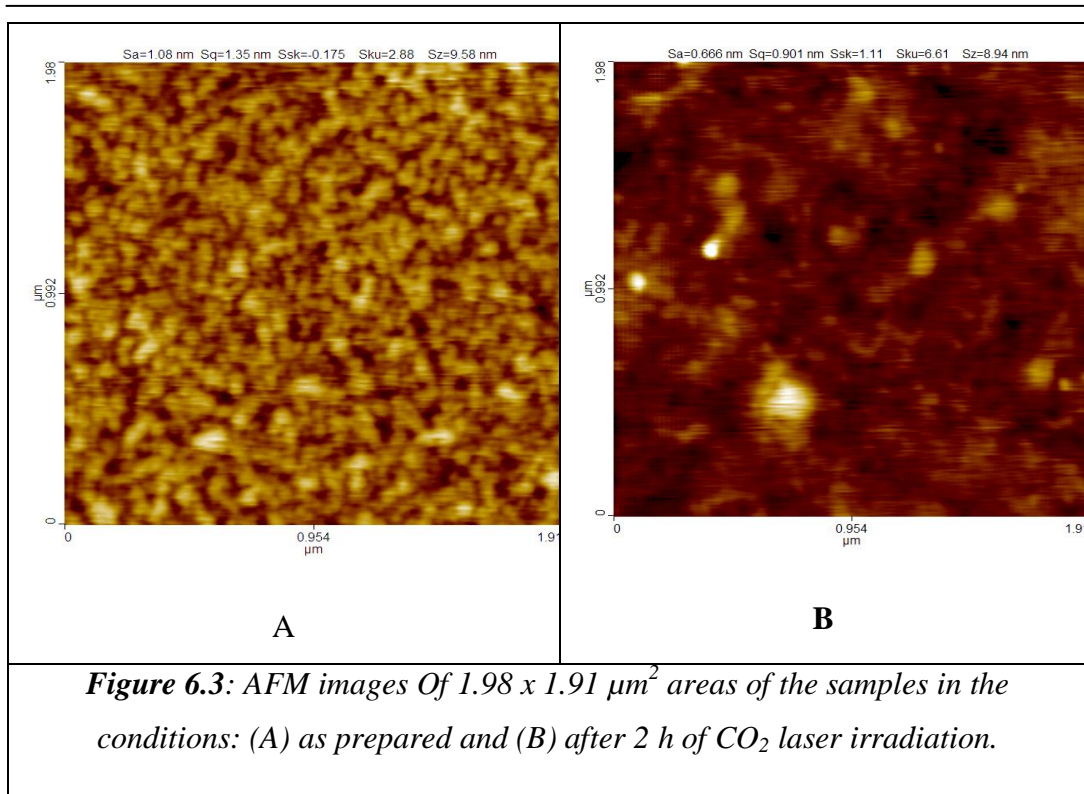 Sa=1.08 nm Sq=1.35 nm Ssk=-0.175 Sku=2.88 Sz=9.58 nm
1.98
0.992
µm
0
0
0.954
1.91
µm
A
Sa=0.666 nm Sq=0.901 nm Ssk=1.11 Sku=6.61 Sz=8.94 nm
1.98
0.992
µm
0
0
0.954
1.91
µm
B
Figure 6.3: AFM images Of 1.98 x 1.91 µm² areas of the samples in the
conditions: (A) as prepared and (B) after 2 h of CO₂ laser irradiation.